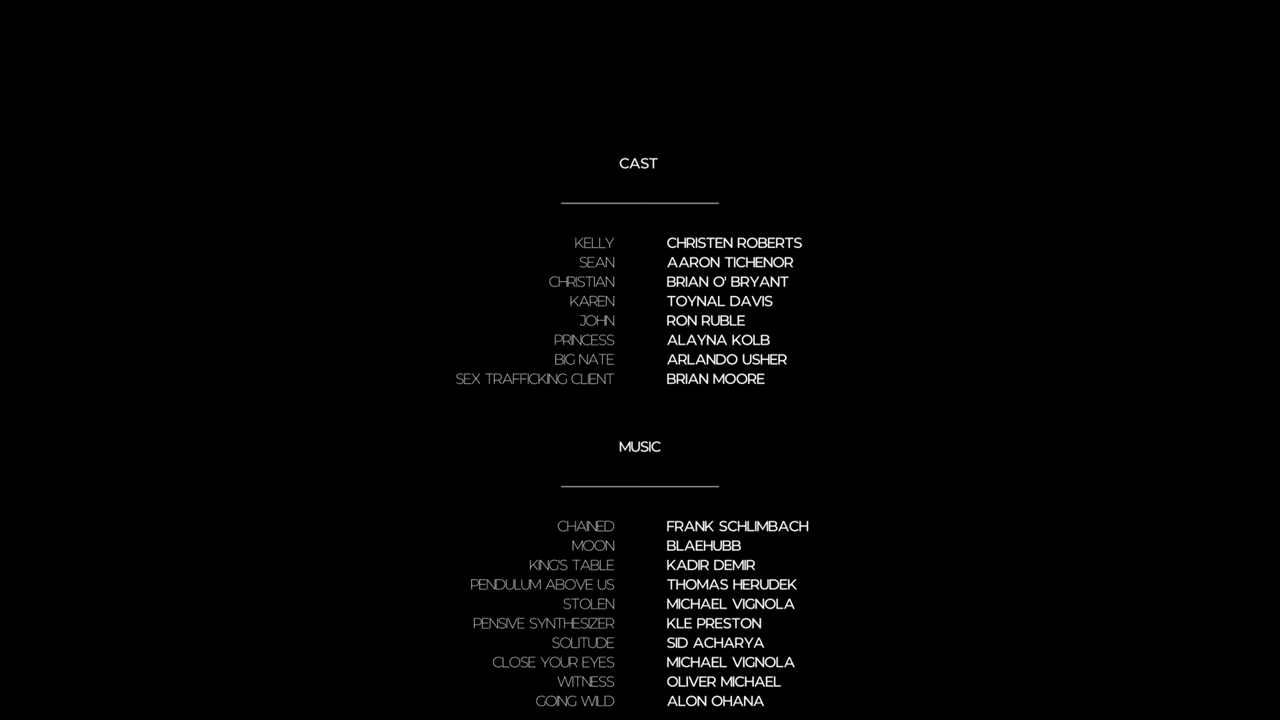 CAST
KELLY CHRISTEN ROBERTS
SEAN AARON TICHENOR
CHRISTIAN BRIAN O' BRYANT
KAREN TOYNAL DAVIS
JOHN RON RUBLE
PRINCESS ALAYNA KOLB
BIG NATE ARLANDO USHER
SEX TRAFFICKING CLIENT BRIAN MOORE
MUSIC
CHAINED FRANK SCHLIMBACH
MOON BLAEHUBB
KING'S TABLE KADIR DEMIR
PENDULUM ABOVE US THOMAS HERUDEK
STOLEN MICHAEL VIGNOLA
PENSIVE SYNTHESIZER KLE PRESTON
SOLITUDE SID ACHARYA
CLOSE YOUR EYES MICHAEL VIGNOLA
WITNESS OLIVER MICHAEL
GOING WILD ALON OHANA